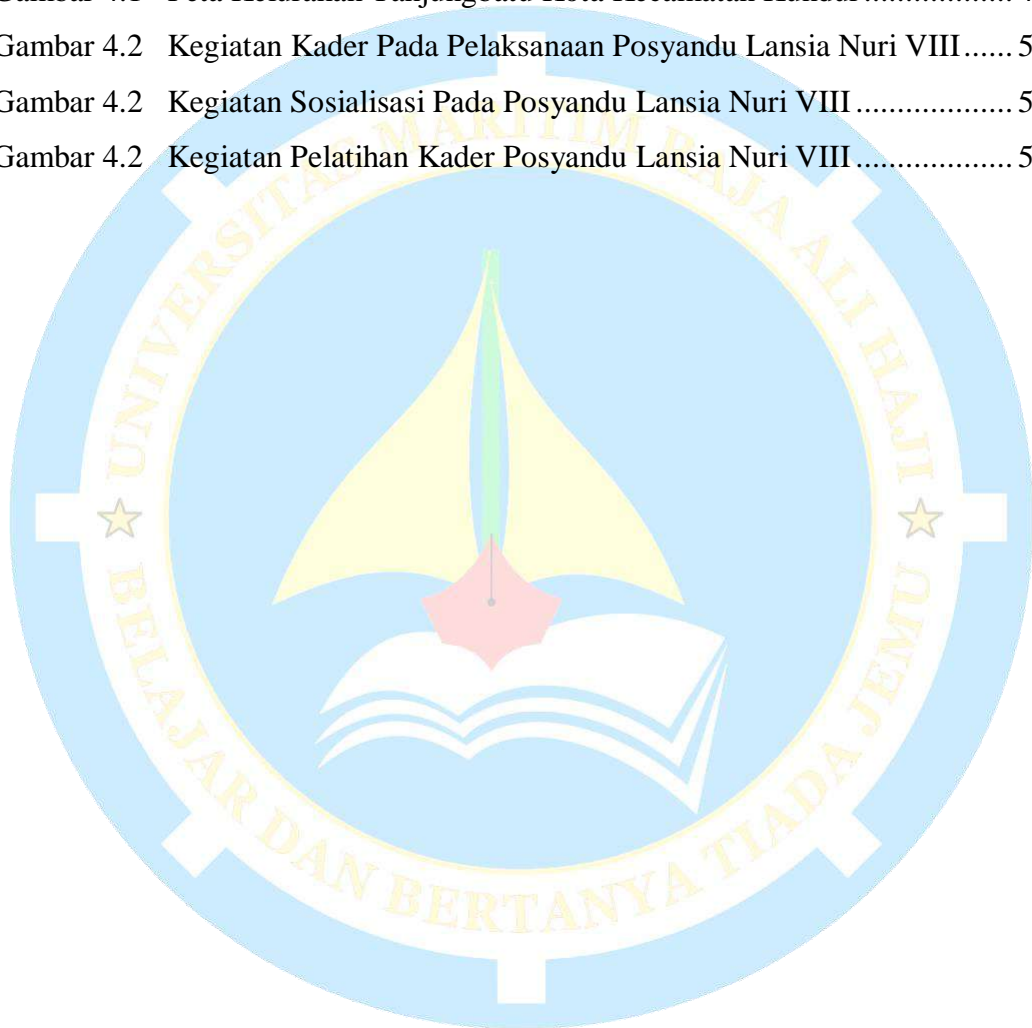 Gambar 4.1 Peta Kelurahan Tanjungbatu Kota Kecamatan Kundur
Gambar 4.2 Kegiatan Kader Pada Pelaksanaan Posyandu Lansia Nuri VIII...... 5
Gambar 4.2 Kegiatan Sosialisasi Pada Posyandu Lansia Nuri VIII................... 5
Gambar 4.2 Kegiatan Pelatihan Kader Posyandu Lansia Nuri VIII................... 5
UNIVERSITAS MARITIM RAJA ALI HAJI
BELAJAR DAN BERTANYA TIADA JEMU